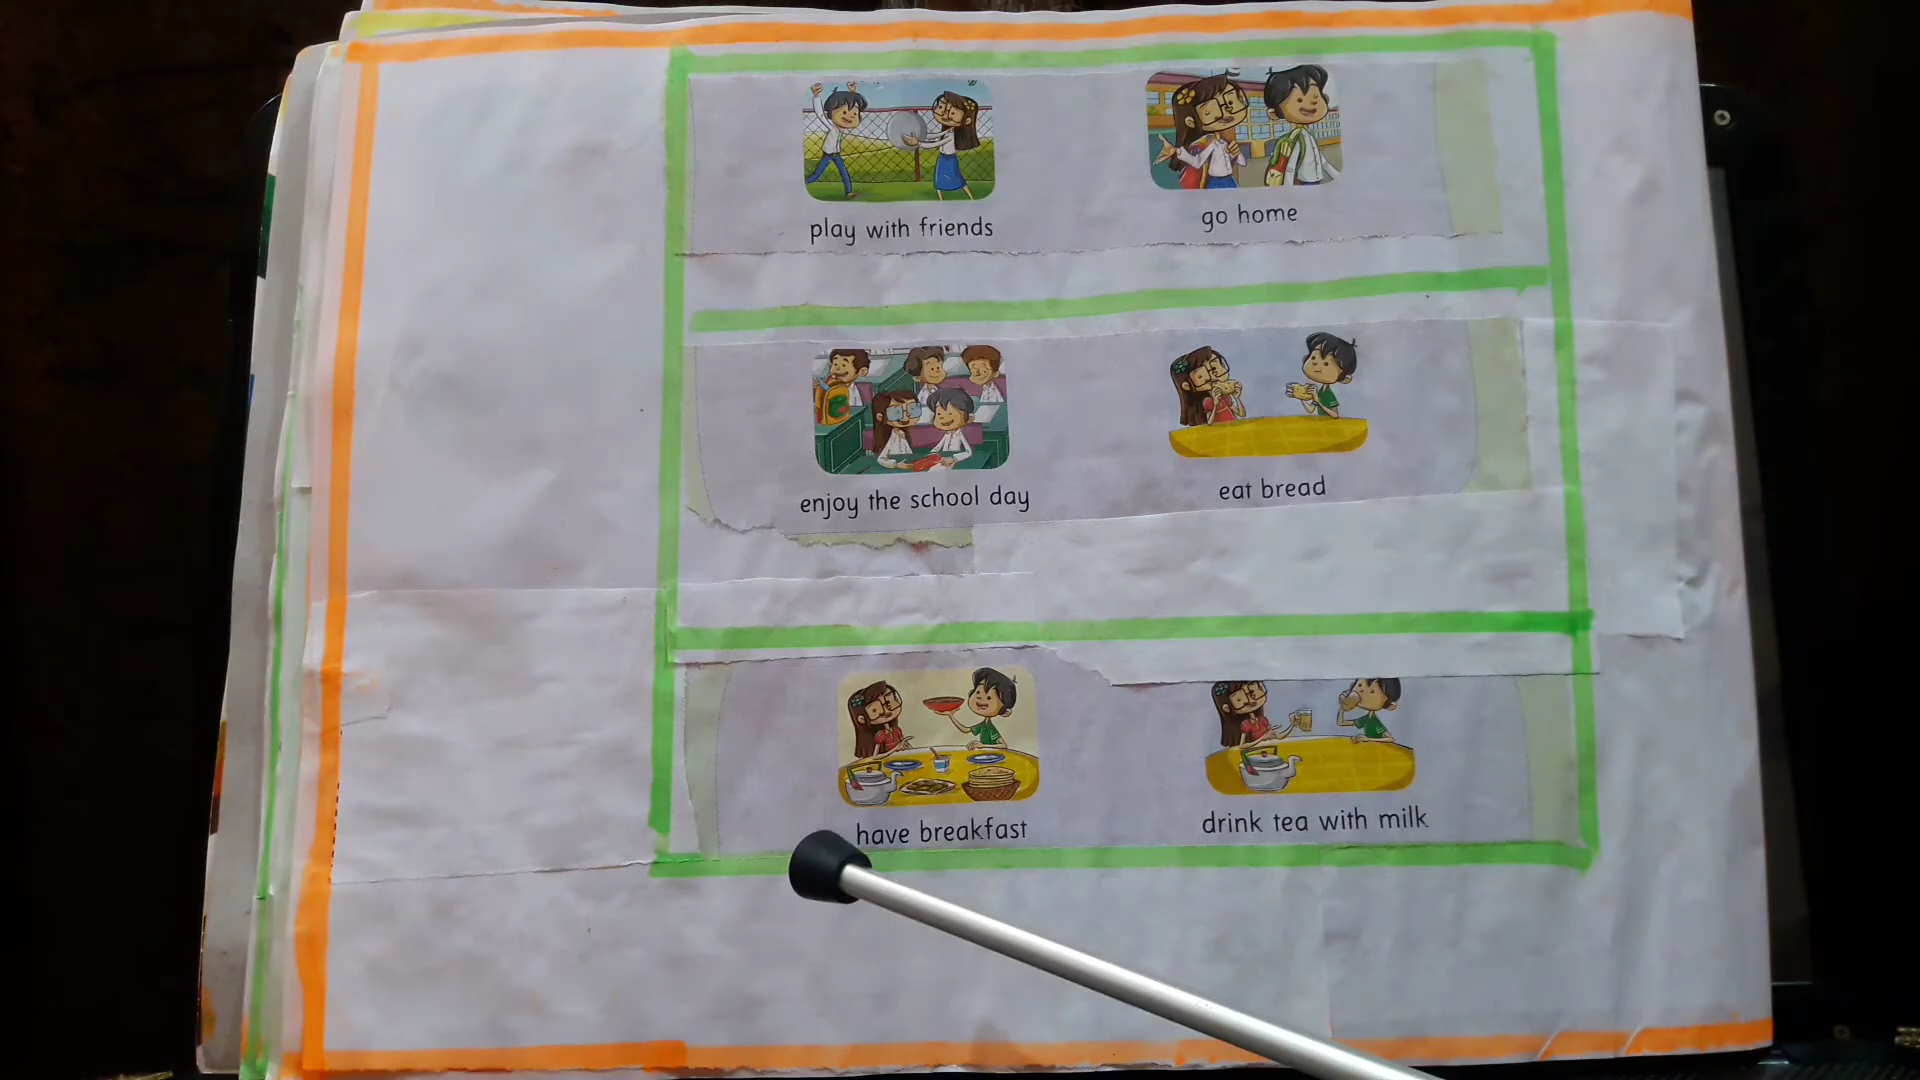 play with friends
go home
enjoy the school day
eat bread
have breakfast
drink tea with milk